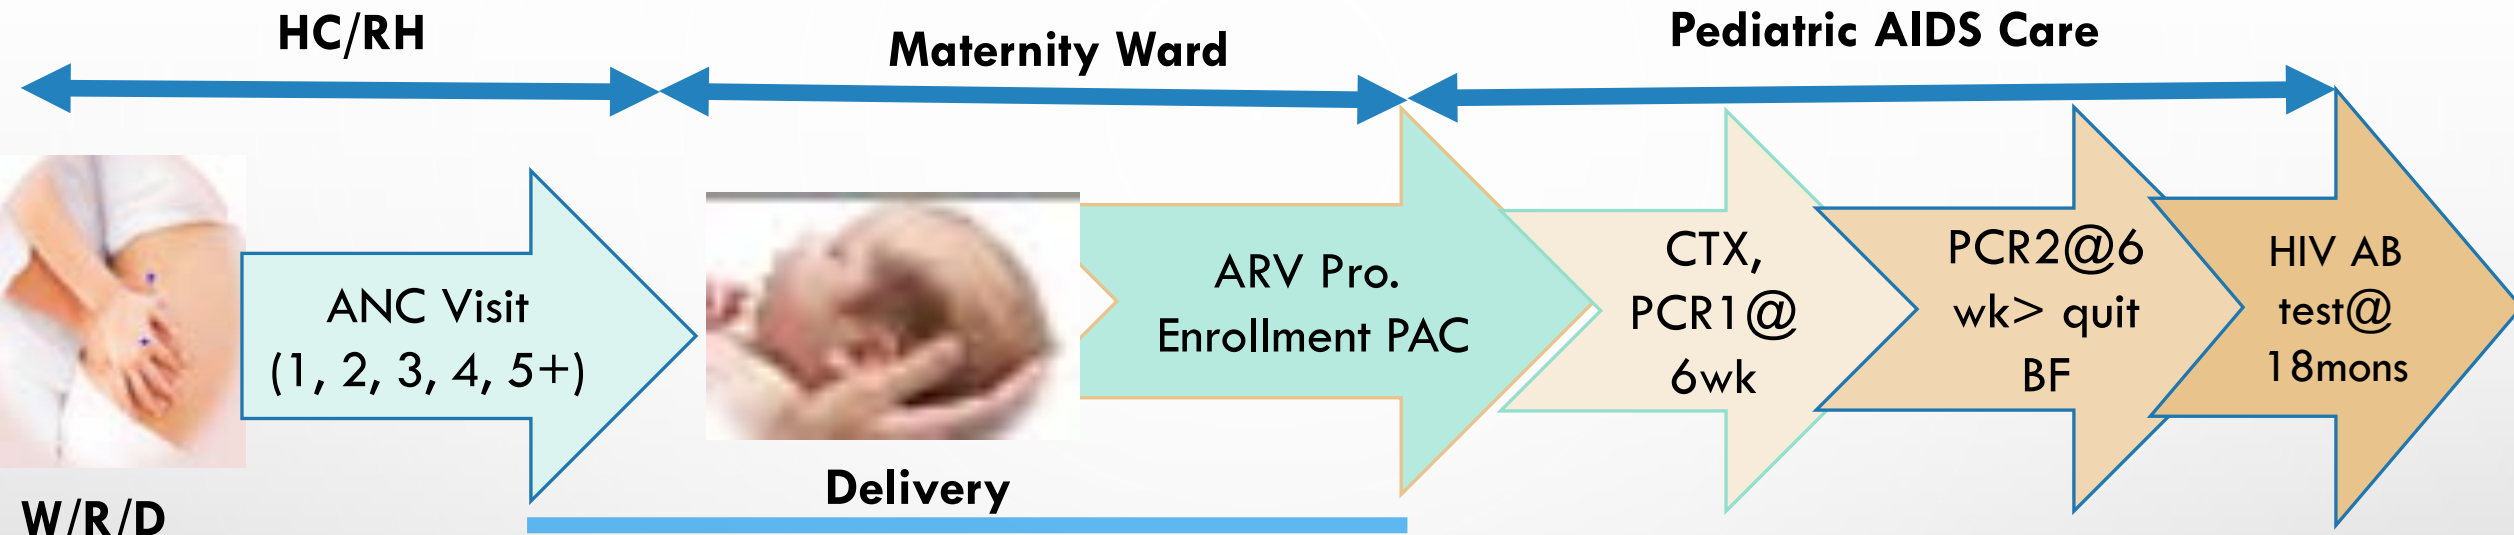 HC/RH
Maternity Ward
Pediatric AIDS Care
ANC Visit
(1, 2, 3, 4, 5+)
ARV Pro.
Enrollment PAC
CTX,
PCR1@
6wk
PCR2@6
wk> quit
BF
HIV AB
test@
18mons
Delivery
W/R/D